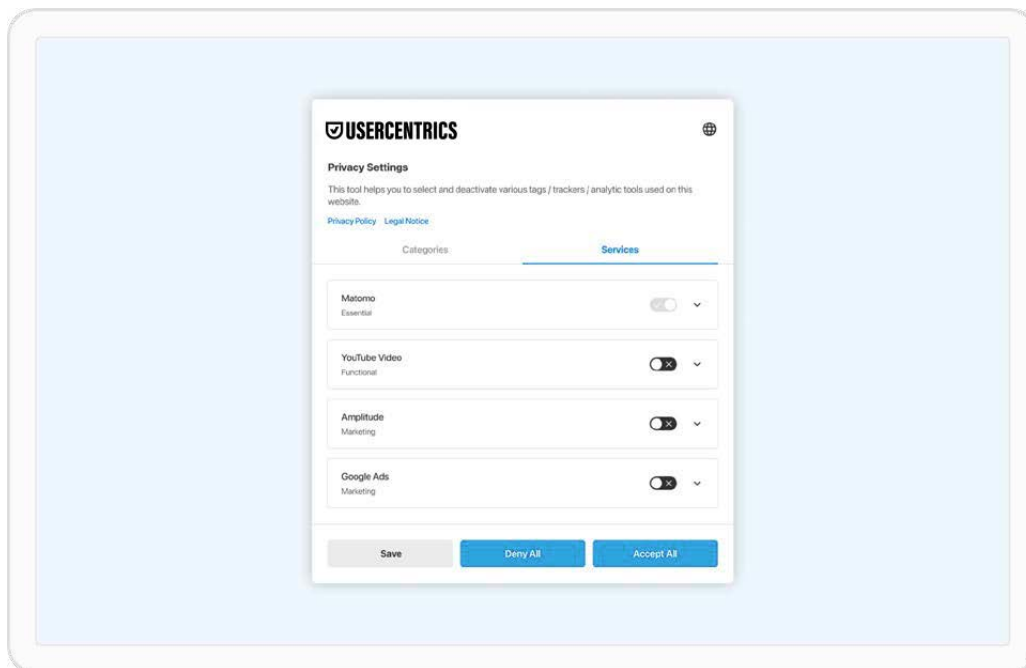 USERCENTRICS
Privacy Settings
This tool helps you to select and deactivate various tags / trackers / analytic tools used on this
website.
Privacy Policy Legal Notice
Categories Services
Matomo
Essential
YouTube Video
Functional
Amplitude
Marketing
Google Ads
Marketing
Save Deny All Accept All